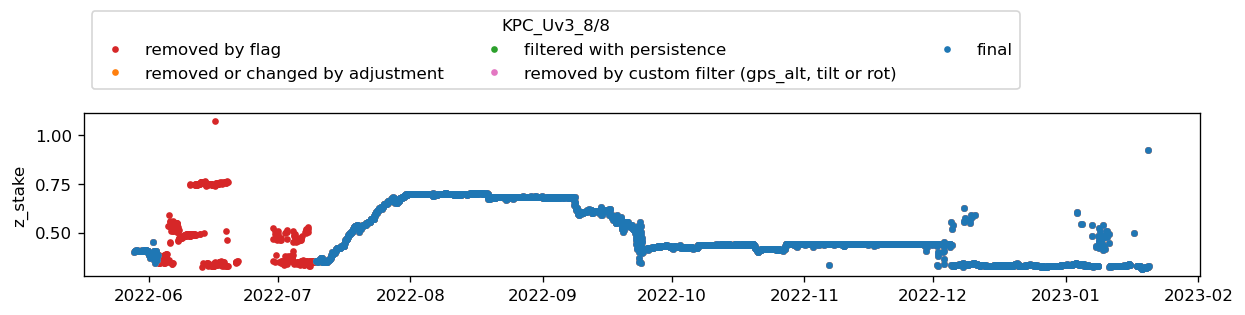 KPC_Uv3_8/8
removed by flag
filtered with persistence
final
removed or changed by adjustment
removed by custom filter (gps_alt, tilt or rot)
1.00
0.75
0.50
z_stake
2022-06 2022-07 2022-08 2022-09 2022-10 2022-11 2022-12 2023-01 2023-02